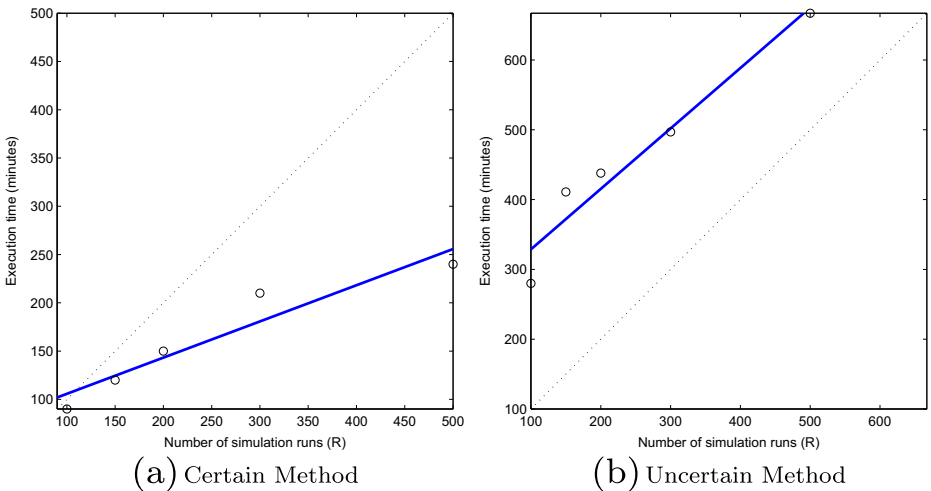 500
450
400
350
300
250
200
150
100
Execution time (minutes)
100 150 200 250 300 350 400 450 500
Number of simulation runs (R)
(a) Certain Method
600
500
400
300
200
100
Execution time (minutes)
100 200 300 400 500 600
Number of simulation runs (R)
(b) Uncertain Method